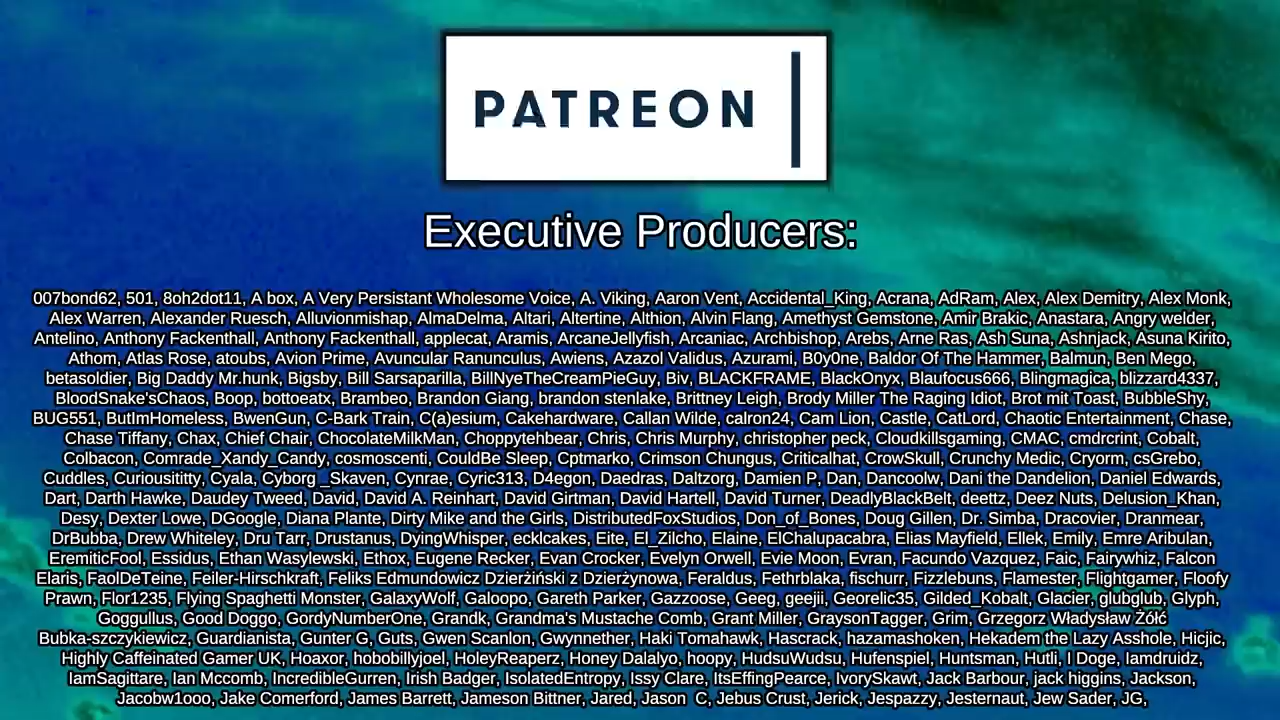 PATREON
Executive Producers:
007bond62, 501, 8oh2dot11, A box, A Very Persistant Wholesome Voice, A. Viking, Aaron Vent, Accidental_King, Acrana, AdRam, Alex, Alex Demitry, Alex Monk,
Alex Warren, Alexander Ruesch, Alluvionmishap, AlmaDelma, Altari, Altertine, Althion, Alvin Flang, Amethyst Gemstone, Amir Brakic, Anastara, Angry welder,
Antelino, Anthony Fackenthall, Anthony Fackenthall, applecat, Aramis, ArcaneJellyfish, Arcaniac, Archbishop, Arebs, Arne Ras, Ash Suna, Ashnjack, Asuna Kirito,
Athom, Atlas Rose, atoubs, Avion Prime, Avuncular Ranunculus, Awiens, Azazol Validus, Azurami, B0y0ne, Baldor Of The Hammer, Balmun, Ben Mego,
betasoldier, Big Daddy Mr.hunk, Bigsby, Bill Sarsaparilla, BillNyeTheCreamPieGuy, Biv, BLACKFRAME, BlackOnyx, Blaufocus666, Blingmagica, blizzard4337,
BloodSnake'sChaos, Boop, bottoeatx, Brambeo, Brandon Giang, brandon stenlake, Brittney Leigh, Brody Miller The Raging Idiot, Brot mit Toast, BubbleShy,
BUG551, ButImHomeless, BwenGun, C-Bark Train, C(a)esium, Cakehardware, Callan Wilde, calron24, Cam Lion, Castle, CatLord, Chaotic Entertainment, Chase,
Chase Tiffany, Chax, Chief Chair, ChocolateMilkMan, Choppytehbear, Chris, Chris Murphy, christopher peck, Cloudkillsgaming, CMAC, cmdrcrint, Cobalt,
Colbacon, Comrade_Xandy_Candy, cosmoscenti, CouldBe Sleep, Cptmarko, Crimson Chungus, Criticalhat, CrowSkull, Crunchy Medic, Cryorm, csGrebo,
Cuddles, Curiousititty, Cyala, Cyborg _Skaven, Cynrae, Cyric313, D4egon, Daedras, Daltzorg, Damien P, Dan, Dancoolw, Dani the Dandelion, Daniel Edwards,
Dart, Darth Hawke, Daudey Tweed, David, David A. Reinhart, David Girtman, David Hartell, David Turner, DeadlyBlackBelt, deettz, Deez Nuts, Delusion_Khan,
Desy, Dexter Lowe, DGoogle, Diana Plante, Dirty Mike and the Girls, DistributedFoxStudios, Don_of_Bones, Doug Gillen, Dr. Simba, Dracovier, Dranmear,
DrBubba, Drew Whiteley, Dru Tarr, Drustanus, DyingWhisper, ecklcakes, Eite, El_Zilcho, Elaine, ElChalupacabra, Elias Mayfield, Ellek, Emily, Emre Aribulan,
EremiticFool, Essidus, Ethan Wasylewski, Ethox, Eugene Recker, Evan Crocker, Evelyn Orwell, Evie Moon, Evran, Facundo Vazquez, Faic, Fairywhiz, Falcon
Elaris, FaolDeTeine, Feiler-Hirschkraft, Feliks Edmundowicz Dzierżiński z Dzierżynowa, Feraldus, Fethrblaka, fischurr, Fizzlebuns, Flamester, Flightgamer, Floofy
Prawn, Flor1235, Flying Spaghetti Monster, GalaxyWolf, Galoopo, Gareth Parker, Gazzoose, Geeg, geejii, Georelic35, Gilded_Kobalt, Glacier, glubglub, Glyph,
Goggullus, Good Doggo, GordyNumberOne, Grandk, Grandma's Mustache Comb, Grant Miller, GraysonTagger, Grim, Grzegorz Władysław Żółć
Bubka-szczykiewicz, Guardianista, Gunter G, Guts, Gwen Scanlon, Gwynnether, Haki Tomahawk, Hascrack, hazamashoken, Hekadem the Lazy Asshole, Hicjic,
Highly Caffeinated Gamer UK, Hoaxor, hobobillyjoel, HoleyReaperz, Honey Dalalyo, hoopy, HudsuWudsu, Hufenspiel, Huntsman, Hutli, I Doge, Iamdruidz,
IamSagittare, Ian Mccomb, IncredibleGurren, Irish Badger, IsolatedEntropy, Issy Clare, ItsEffingPearce, IvorySkawt, Jack Barbour, jack higgins, Jackson,
Jacobw1ooo, Jake Comerford, James Barrett, Jameson Bittner, Jared, Jason  C, Jebus Crust, Jerick, Jespazzy, Jesternaut, Jew Sader, JG,